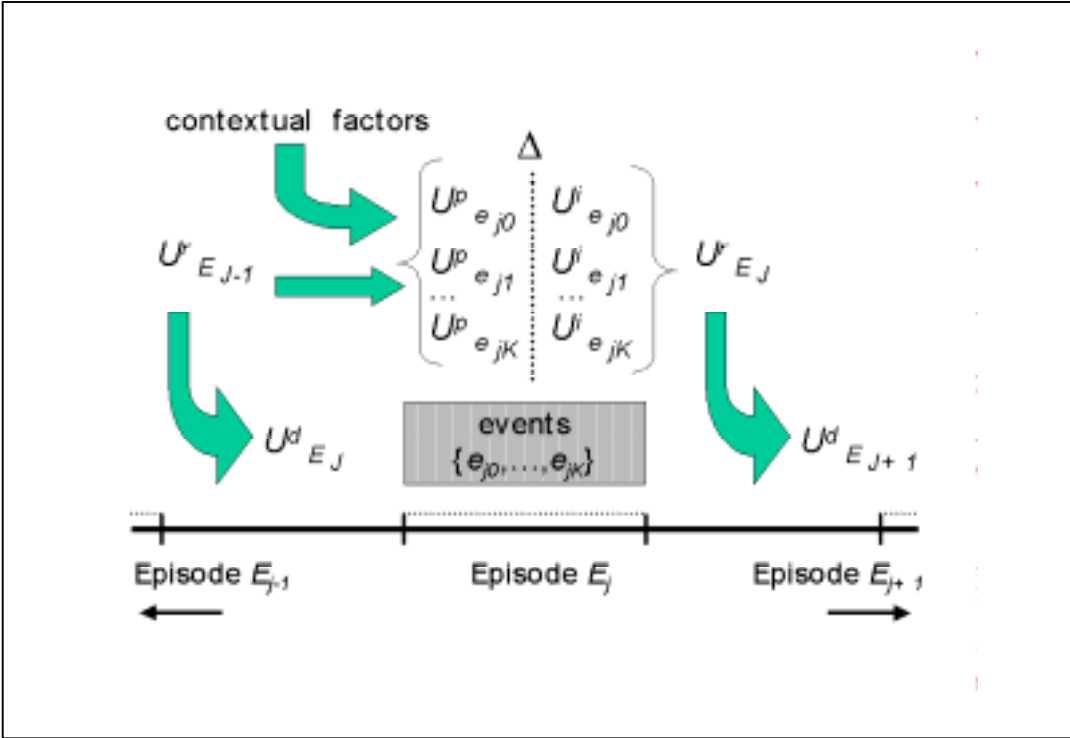 contextual factors
Δ
U^p e_j0 U^i e_j0
U^r E_J-1 U^p e_j1 U^i e_j1 U^r E_J
... ...
U^p e_jK U^i e_jK
U^d E_J events U^d E_J+1
{e_j0,...,e_jK}
Episode E_j-1 Episode E_j Episode E_j+1